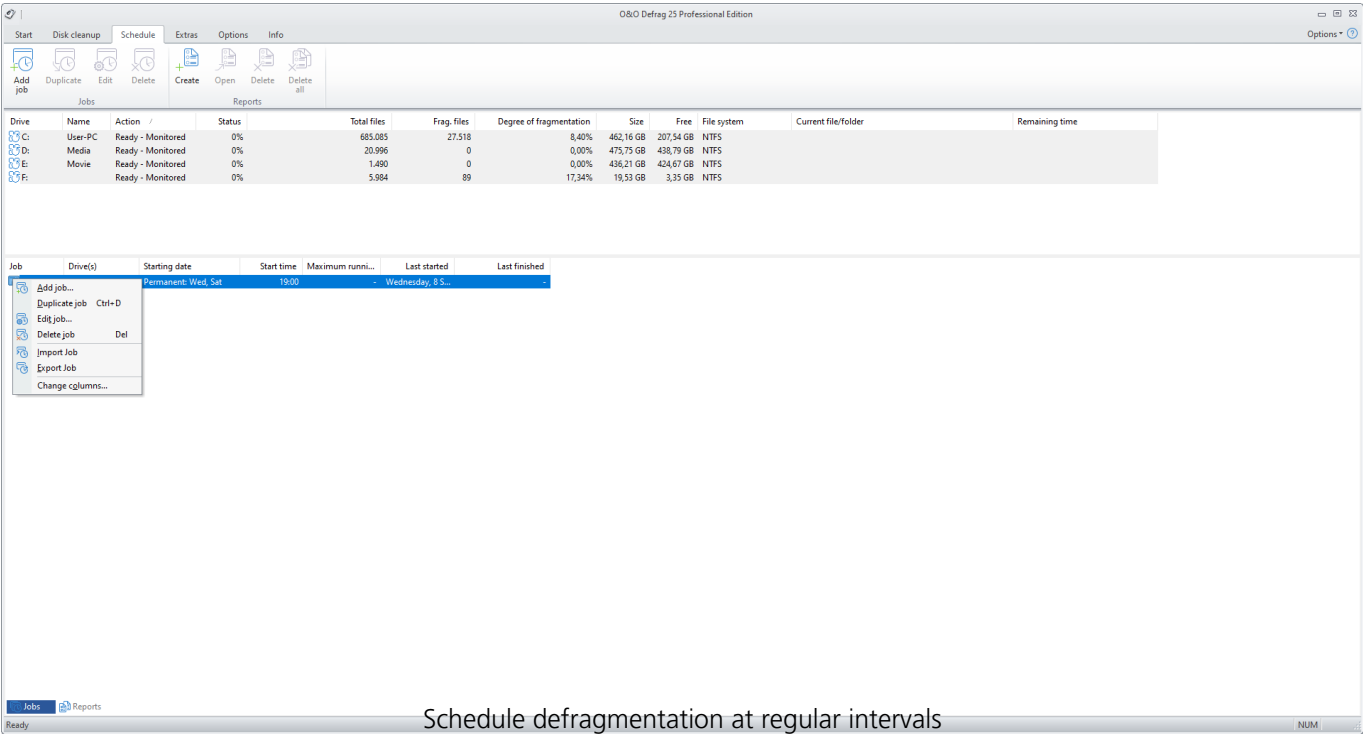 O&O Defrag 25 Professional Edition
Start Disk cleanup Schedule Extras Options Info Options
Add job Duplicate Edit Delete Create Open Delete Delete all
Jobs Reports
Drive Name Action / Status Total files Frag. files Degree of fragmentation Size Free File system Current file/folder Remaining time
C: User-PC Ready - Monitored 0% 685.085 27.518 8,40% 462,16 GB 207,54 GB NTFS
D: Media Ready - Monitored 0% 20.996 0 0,00% 475,75 GB 438,79 GB NTFS
E: Movie Ready - Monitored 0% 1.490 0 0,00% 436,21 GB 424,67 GB NTFS
F: Ready - Monitored 0% 5.984 89 17,34% 19,53 GB 3,35 GB NTFS
Job Drive(s) Starting date Start time Maximum runni... Last started Last finished
Permanent: Wed, Sat 19:00 - Wednesday, 8 S... -
Add job...
Duplicate job Ctrl+D
Edit job...
Delete job Del
Import Job
Export Job
Change columns...
Jobs Reports
Schedule defragmentation at regular intervals
Ready NUM